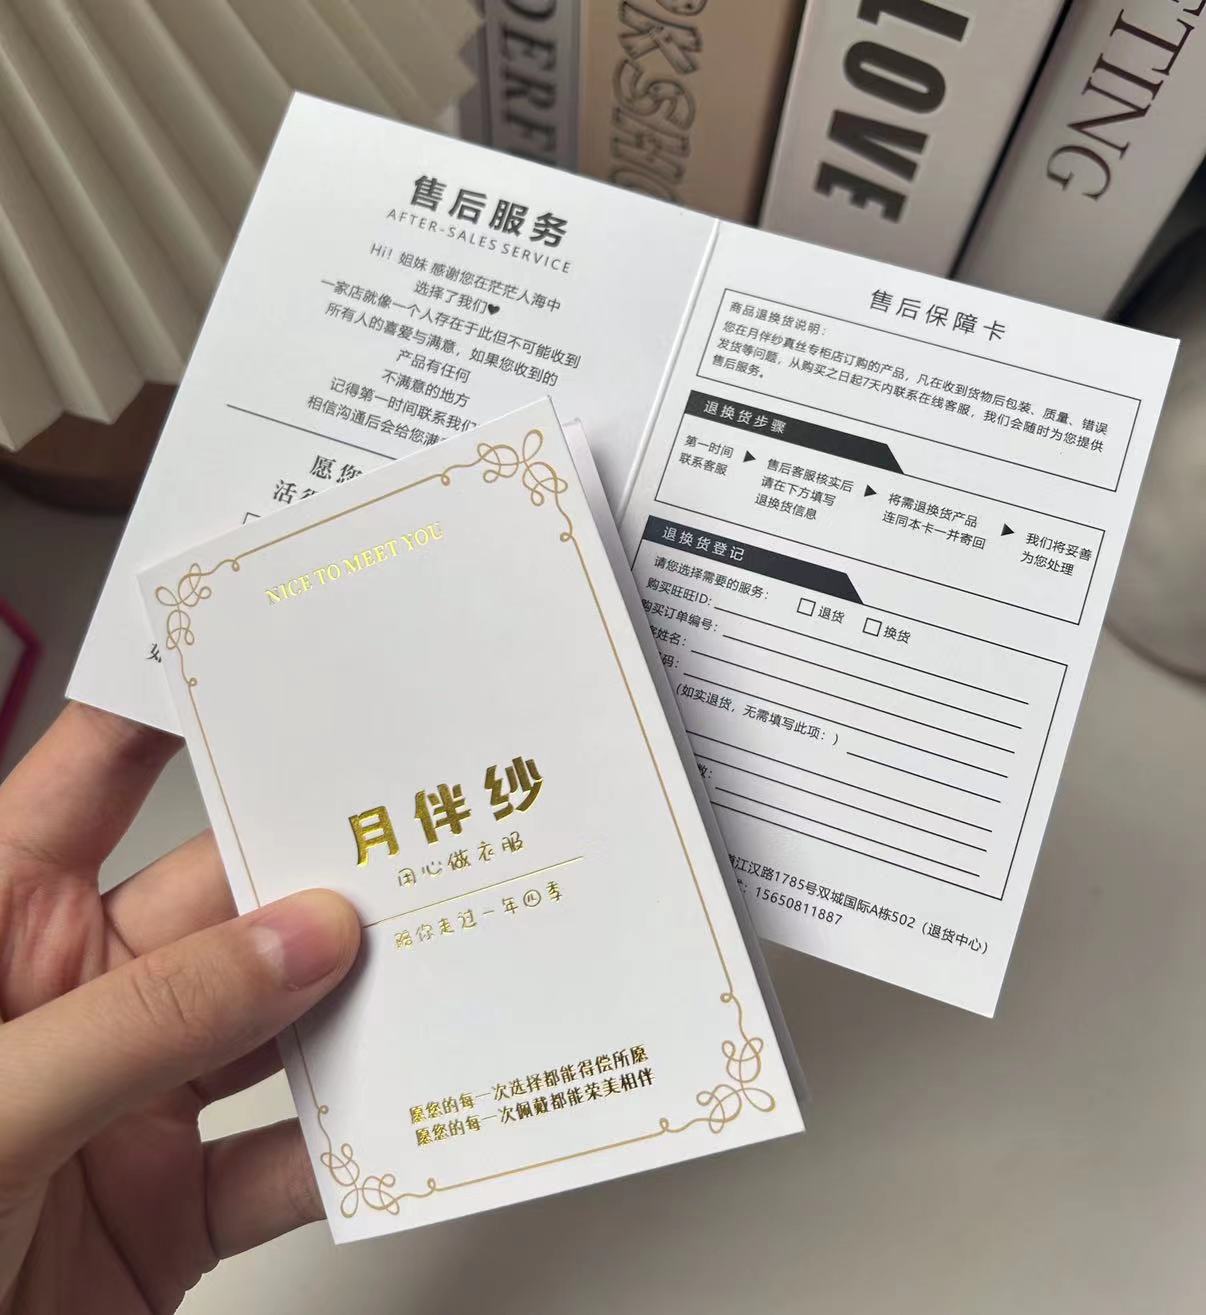 LOVE
售后服务
AFTER-SALES SERVICE
Hi！姐妹 感谢您在茫茫人海中
选择了我们❤
一家店就像一个人存在于此但不可能收到
所有人的喜爱与满意，如果您收到的
产品有任何
不满意的地方
记得第一时间联系我们
相信沟通后会给您满
愿您
售后保障卡
商品退换货说明：
您在月伴纱真丝专柜店订购的产品，凡在收到货物后包装、质量、错误
发货等问题，从购买之日起7天内联系在线客服，我们会随时为您提供
售后服务。
退换货步骤
第一时间
联系客服
售后客服核实后
请在下方填写
退换货信息
将需退换货产品
连同本卡一并寄回
我们将妥善
为您处理
退换货登记
请您选择需要的服务： 退货 换货
购买旺旺ID：
购买订单编号：
姓名：
码：
（如实退货，无需填写此项：）
数：
江汉路1785号双城国际A栋502（退货中心）
：15650811887
NICE TO MEET YOU
月伴纱
用心做衣服
陪你走过一年四季
愿您的每一次选择都能得偿所愿
愿您的每一次佩戴都能荣美相伴